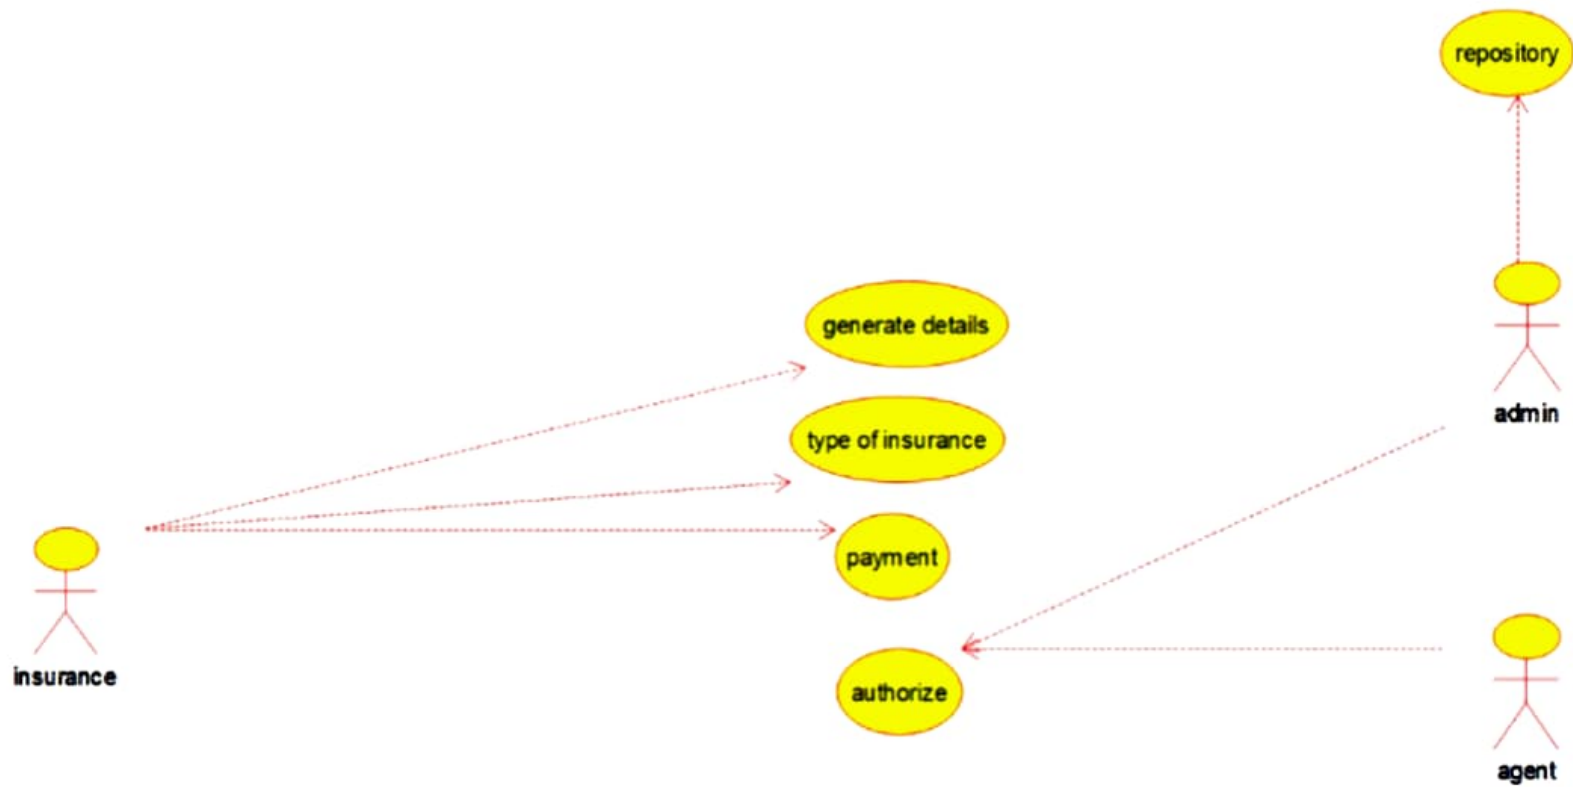 repository
generate details
admin
type of insurance
payment
insurance
authorize
agent